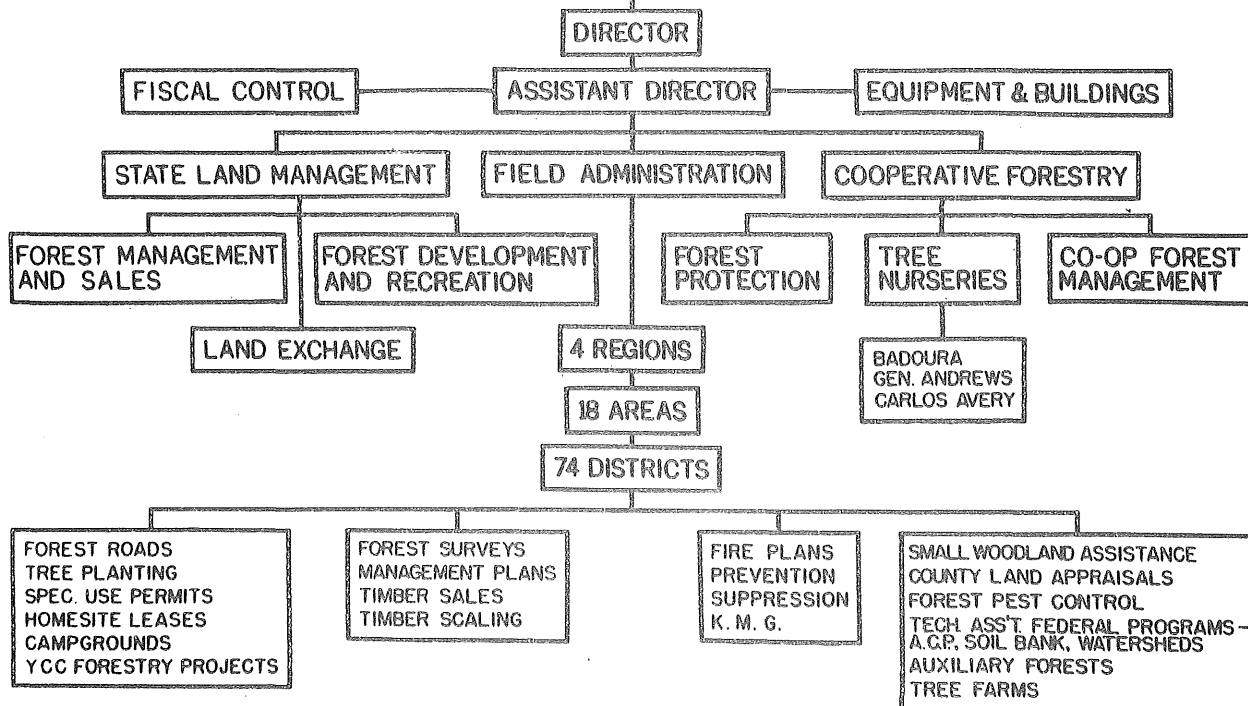 DIRECTOR
FISCAL CONTROL
ASSISTANT DIRECTOR
EQUIPMENT & BUILDINGS
STATE LAND MANAGEMENT
FIELD ADMINISTRATION
COOPERATIVE FORESTRY
FOREST MANAGEMENT
AND SALES
FOREST DEVELOPMENT
AND RECREATION
FOREST
PROTECTION
TREE
NURSERIES
CO-OP FOREST
MANAGEMENT
LAND EXCHANGE
4 REGIONS
BADOURA
GEN. ANDREWS
CARLOS AVERY
18 AREAS
74 DISTRICTS
FOREST ROADS
TREE PLANTING
SPEC. USE PERMITS
HOMESITE LEASES
CAMPGROUNDS
YCC FORESTRY PROJECTS
FOREST SURVEYS
MANAGEMENT PLANS
TIMBER SALES
TIMBER SCALING
FIRE PLANS
PREVENTION
SUPPRESSION
K. M. G.
SMALL WOODLAND ASSISTANCE
COUNTY LAND APPRAISALS
FOREST PEST CONTROL
TECH. ASS'T. FEDERAL PROGRAMS—
A.C.P., SOIL BANK, WATERSHEDS
AUXILIARY FORESTS
TREE FARMS